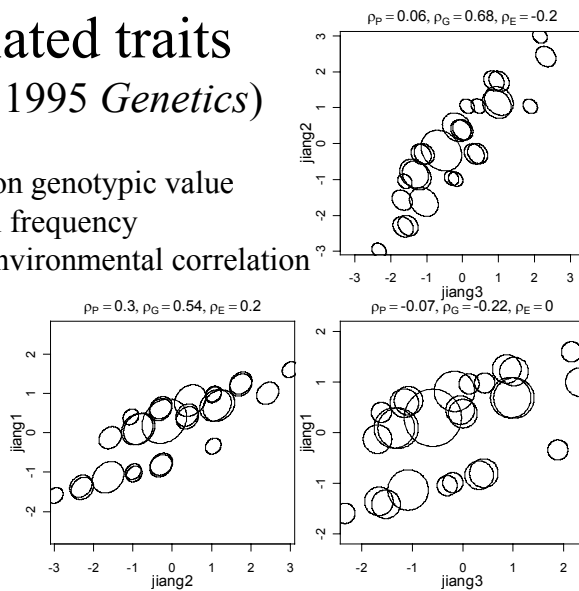 ρP = 0.06, ρG = 0.68, ρE = -0.2
ated traits
1995 Genetics)
on genotypic value
frequency
nvironmental correlation
jiang2
3
2
1
0
-1
-2
-3
-3 -2 -1 0 1 2 3
jiang3
ρP = 0.3, ρG = 0.54, ρE = 0.2
jiang1
2
1
0
-1
-2
-3 -2 -1 0 1 2 3
jiang2
ρP = -0.07, ρG = -0.22, ρE = 0
jiang1
2
1
0
-1
-2
-2 -1 0 1 2
jiang3